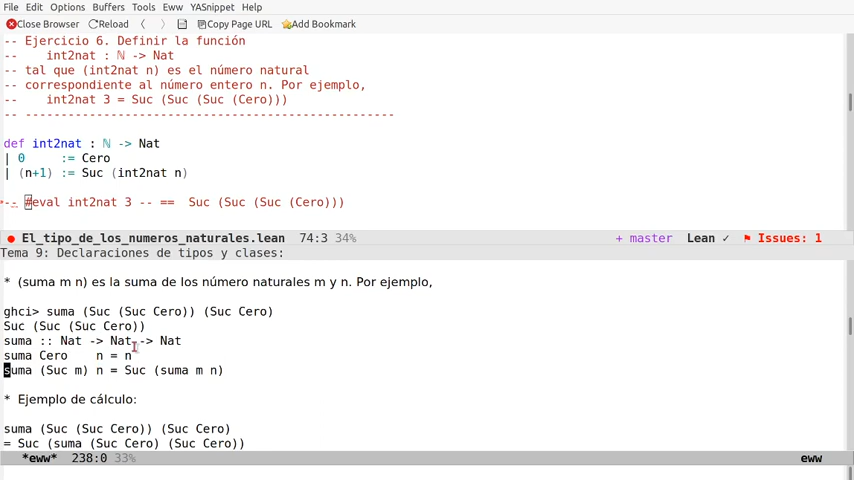 File Edit Options Buffers Tools Eww YASnippet Help
Close Browser Reload Copy Page URL Add Bookmark
-- Ejercicio 6. Definir la función
--    int2nat : ℕ -> Nat
-- tal que (int2nat n) es el número natural
-- correspondiente al número entero n. Por ejemplo,
--    int2nat 3 = Suc (Suc (Suc (Cero)))
-- ---------------------------------------------------
def int2nat : ℕ -> Nat
| 0     := Cero
| (n+1) := Suc (int2nat n)
-- #eval int2nat 3 -- ==  Suc (Suc (Suc (Cero)))
El_tipo_de_los_numeros_naturales.lean 74:3 34% + master Lean ✓ Issues: 1
Tema 9: Declaraciones de tipos y clases:
* (suma m n) es la suma de los número naturales m y n. Por ejemplo,
ghci> suma (Suc (Suc Cero)) (Suc Cero)
Suc (Suc (Suc Cero))
suma :: Nat -> Nat -> Nat
suma Cero    n = n
suma (Suc m) n = Suc (suma m n)
* Ejemplo de cálculo:
suma (Suc (Suc Cero)) (Suc Cero)
= Suc (suma (Suc Cero) (Suc Cero))
*eww* 238:0 33% eww